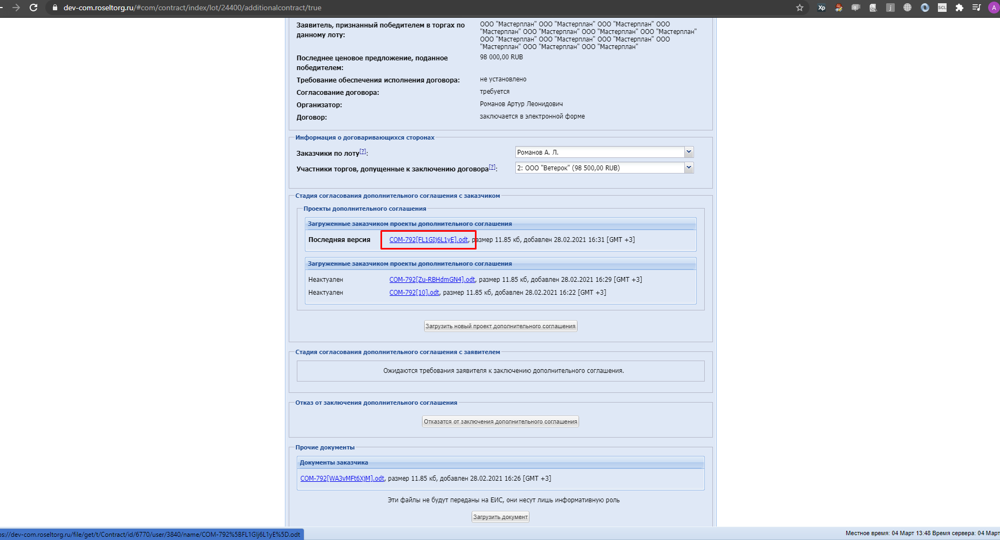 dev-com.roseltorg.ru/#com/contract/index/lot/24400/additionalcontract/true
Xp
j
SCL
A
Заявитель, признанный победителем в торгах по
данному лоту:
ООО "Мастерплан" ООО "Мастерплан" ООО "Мастерплан" ООО
"Мастерплан" ООО "Мастерплан" ООО "Мастерплан" ООО "Мастерплан"
ООО "Мастерплан" ООО "Мастерплан" ООО "Мастерплан" ООО
"Мастерплан" ООО "Мастерплан" ООО "Мастерплан"
Последнее ценовое предложение, поданное
победителем:
98 000,00 RUB
Требование обеспечения исполнения договора: не установлено
Согласование договора: требуется
Организатор: Романов Артур Леонидович
Договор: заключается в электронной форме
Информация о договаривающихся сторонах
Заказчики по лоту[?]: Романов А. Л.
Участники торгов, допущенные к заключению договора[?]: 2: ООО "Ветерок" (98 500,00 RUB)
Стадия согласования дополнительного соглашения с заказчиком
Проекты дополнительного соглашения
Загруженные заказчиком проекты дополнительного соглашения
Последняя версия COM-792[FL1GIj6L1yE].odt, размер 11.85 кб, добавлен 28.02.2021 16:31 [GMT +3]
Загруженные заказчиком проекты дополнительного соглашения
Неактуален COM-792[Zu-RBHdmGN4].odt, размер 11.85 кб, добавлен 28.02.2021 16:29 [GMT +3]
Неактуален COM-792[10].odt, размер 11.85 кб, добавлен 28.02.2021 16:22 [GMT +3]
Загрузить новый проект дополнительного соглашения
Стадия согласования дополнительного соглашения с заявителем
Ожидаются требования заявителя к заключению дополнительного соглашения.
Отказ от заключения дополнительного соглашения
Отказатся от заключения дополнительного соглашения
Прочие документы
Документы заказчика
COM-792[WA3vMFt6XjM].odt, размер 11.85 кб, добавлен 28.02.2021 16:26 [GMT +3]
Эти файлы не будут переданы на ЕИС, они несут лишь информативную роль
Загрузить документ
ps://dev-com.roseltorg.ru/file/get/t/Contract/id/6770/user/3840/name/COM-792%5BFL1GIj6L1yE%5D.odt
Местное время: 04 Март 13:48 Время сервера: 04 Март